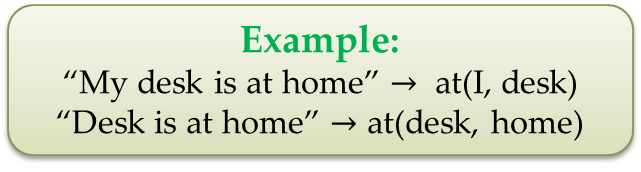 Example:
“My desk is at home” → at(I, desk)
“Desk is at home” → at(desk, home)